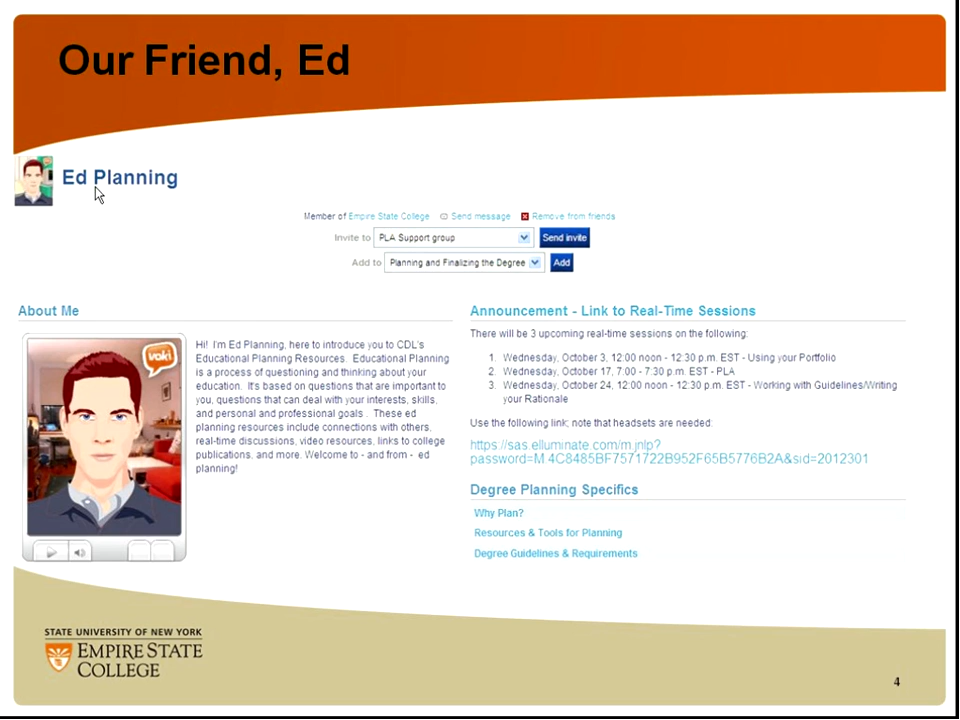 Our Friend, Ed
Ed Planning
Member of Empire State College Send message Remove from friends
Invite to PLA Support group Send invite
Add to Planning and Finalizing the Degree Add
About Me
voki
Hi! I'm Ed Planning, here to introduce you to CDL's
Educational Planning Resources. Educational Planning
is a process of questioning and thinking about your
education. It's based on questions that are important to
you, questions that can deal with your interests, skills,
and personal and professional goals . These ed
planning resources include connections with others,
real-time discussions, video resources, links to college
publications, and more. Welcome to - and from - ed
planning!
Announcement - Link to Real-Time Sessions
There will be 3 upcoming real-time sessions on the following:
1. Wednesday, October 3, 12:00 noon - 12:30 p.m. EST - Using your Portfolio
2. Wednesday, October 17, 7:00 - 7:30 p.m. EST - PLA
3. Wednesday, October 24, 12:00 noon - 12:30 p.m. EST - Working with Guidelines/Writing
your Rationale
Use the following link; note that headsets are needed:
https://sas.elluminate.com/m.jnlp?
password=M.4C8485BF7571722B952F65B5776B2A&sid=2012301
Degree Planning Specifics
Why Plan?
Resources & Tools for Planning
Degree Guidelines & Requirements
STATE UNIVERSITY OF NEW YORK
EMPIRE STATE
COLLEGE
4